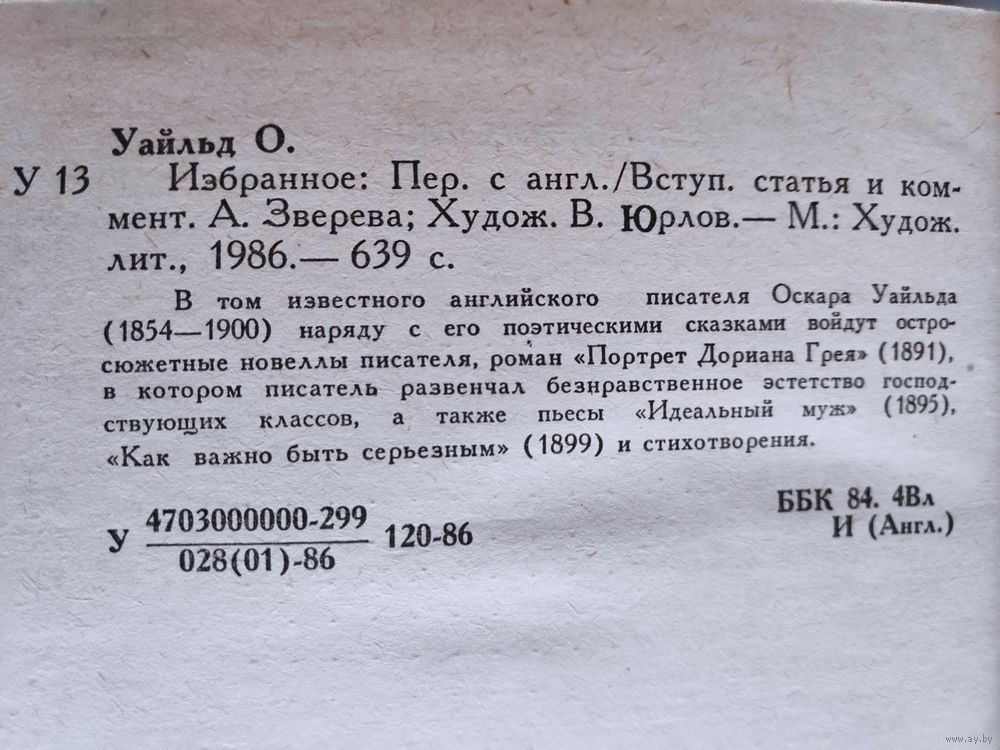 Уайльд О.
У 13 Избранное: Пер. с англ./Вступ. статья и ком-
мент. А. Зверева; Худож. В. Юрлов.— М.: Худож.
лит., 1986.— 639 с.
В том известного английского писателя Оскара Уайльда
(1854—1900) наряду с его поэтическими сказками войдут остро-
сюжетные новеллы писателя, роман «Портрет Дориана Грея» (1891),
в котором писатель развенчал безнравственное эстетство господ-
ствующих классов, а также пьесы «Идеальный муж» (1895),
«Как важно быть серьезным» (1899) и стихотворения.
У 4703000000-299 120-86
028(01)-86
ББК 84. 4Вл
И (Англ.)
www.ay.by